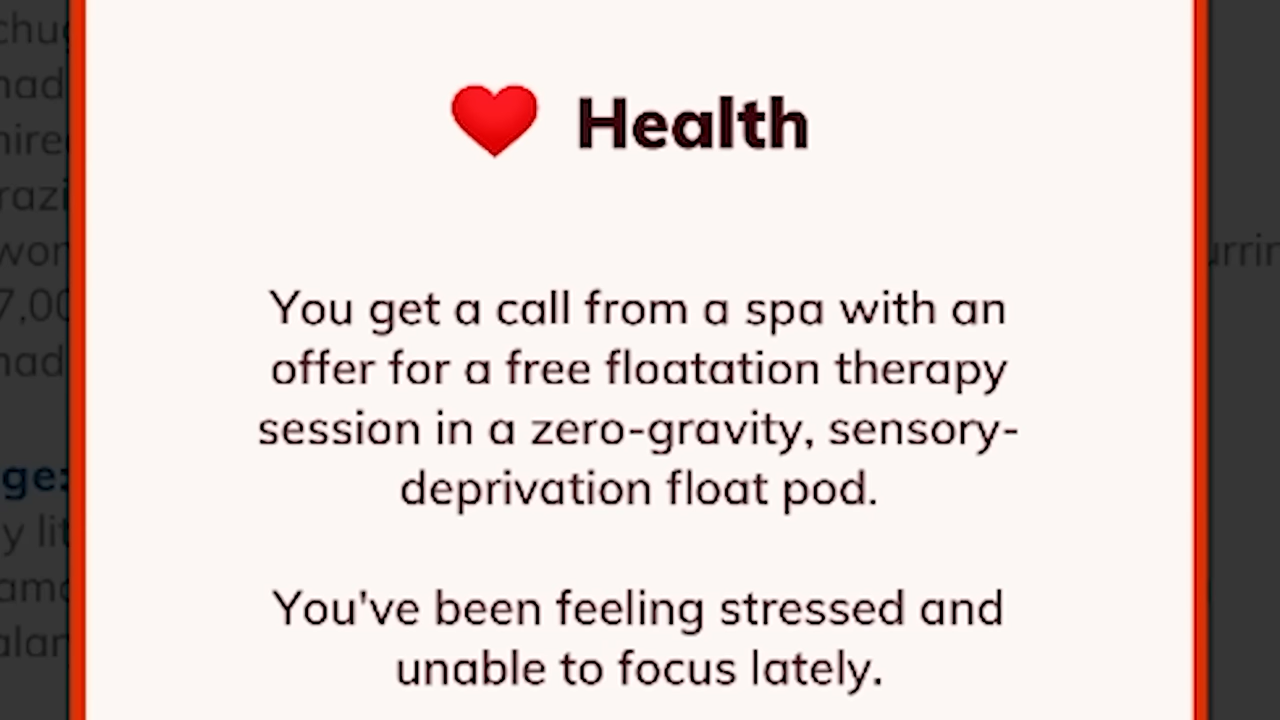 Health
You get a call from a spa with an
offer for a free floatation therapy
session in a zero-gravity, sensory-
deprivation float pod.
You've been feeling stressed and
unable to focus lately.